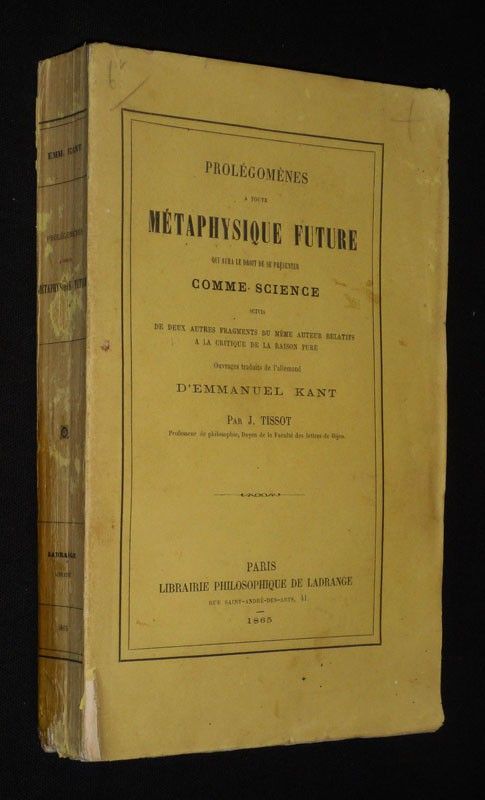 6f
PROLÉGOMÈNES
A TOUTE
MÉTAPHYSIQUE FUTURE
QUI AURA LE DROIT DE SE PRÉSENTER
COMME SCIENCE
SUIVIS
DE DEUX AUTRES FRAGMENTS DU MÊME AUTEUR RELATIFS
A LA CRITIQUE DE LA RAISON PURE
Ouvrages traduits de l'allemand
D'EMMANUEL KANT
PAR J. TISSOT
Professeur de philosophie, Doyen de la Faculté des lettres de Dijon.
PARIS
LIBRAIRIE PHILOSOPHIQUE DE LADRANGE
RUE SAINT-ANDRÉ-DES-ARTS, 41.
1865
EMM. KANT
PROLÉGOMÈNES
MÉTAPHYSIQUE FUTURE
LADRANGE
1865